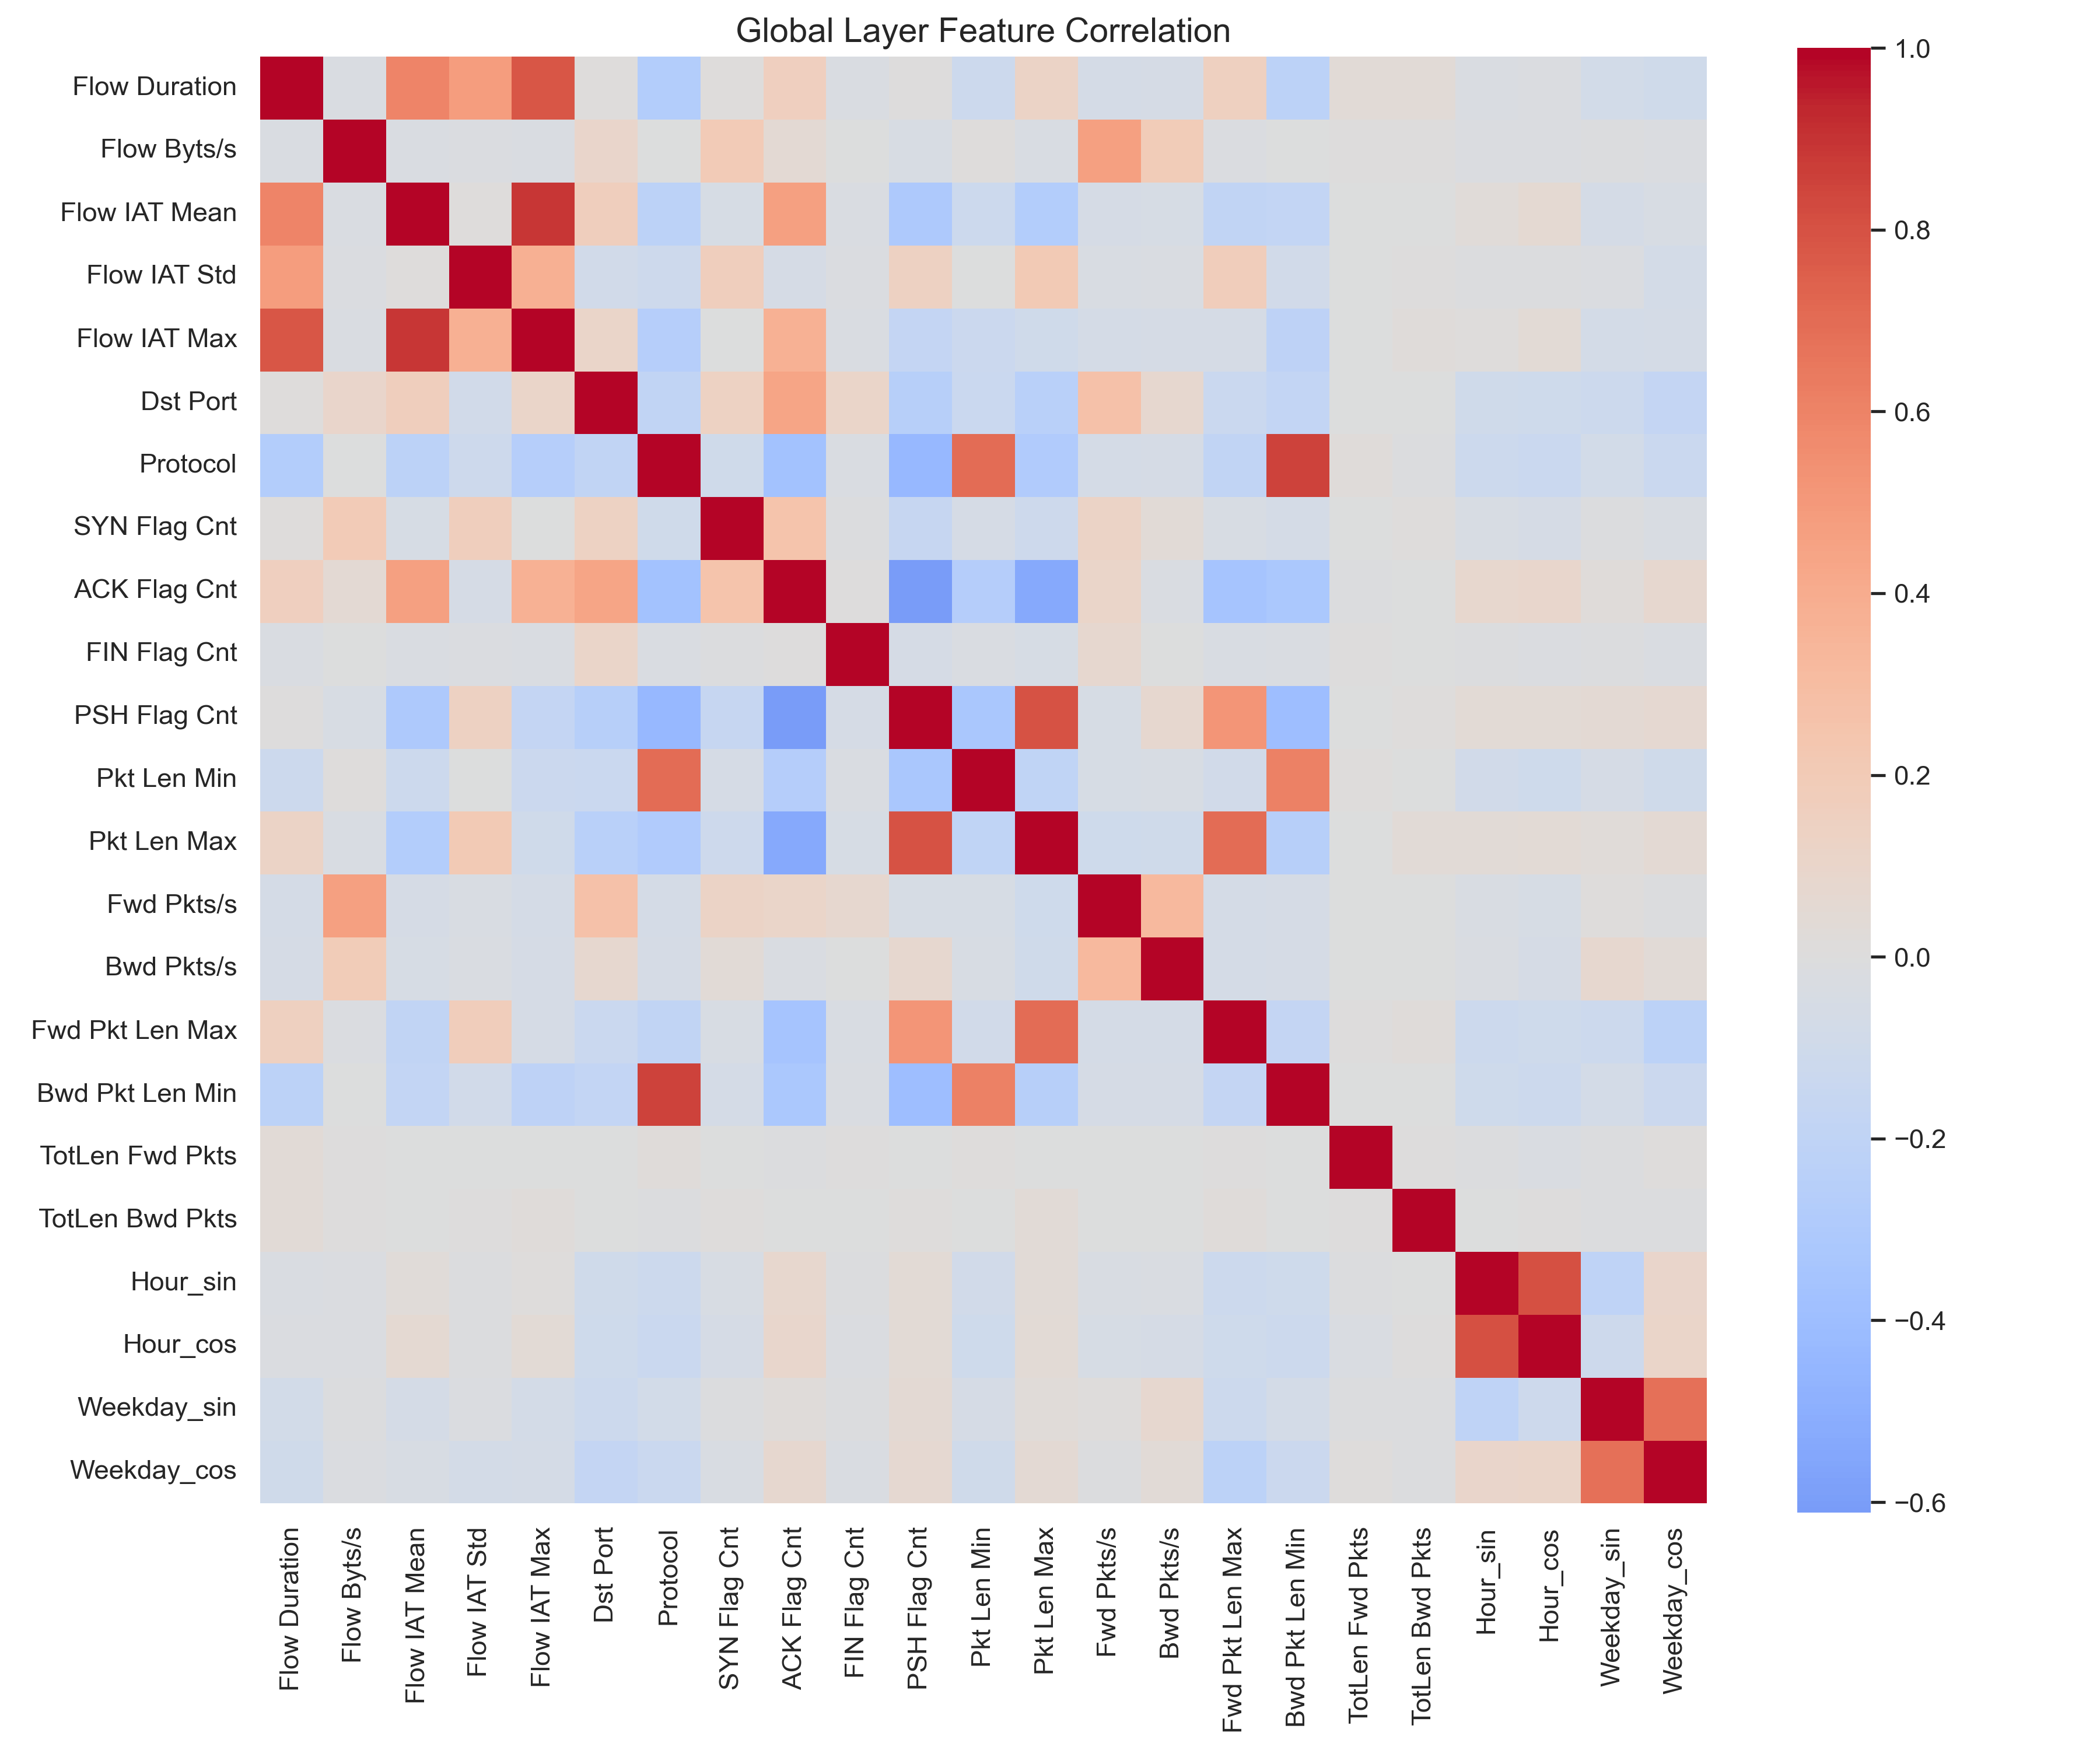 Global Layer Feature Correlation
Flow Duration
Flow Byts/s
Flow IAT Mean
Flow IAT Std
Flow IAT Max
Dst Port
Protocol
SYN Flag Cnt
ACK Flag Cnt
FIN Flag Cnt
PSH Flag Cnt
Pkt Len Min
Pkt Len Max
Fwd Pkts/s
Bwd Pkts/s
Fwd Pkt Len Max
Bwd Pkt Len Min
TotLen Fwd Pkts
TotLen Bwd Pkts
Hour_sin
Hour_cos
Weekday_sin
Weekday_cos
Flow Duration
Flow Byts/s
Flow IAT Mean
Flow IAT Std
Flow IAT Max
Dst Port
Protocol
SYN Flag Cnt
ACK Flag Cnt
FIN Flag Cnt
PSH Flag Cnt
Pkt Len Min
Pkt Len Max
Fwd Pkts/s
Bwd Pkts/s
Fwd Pkt Len Max
Bwd Pkt Len Min
TotLen Fwd Pkts
TotLen Bwd Pkts
Hour_sin
Hour_cos
Weekday_sin
Weekday_cos
1.0
0.8
0.6
0.4
0.2
0.0
−0.2
−0.4
−0.6